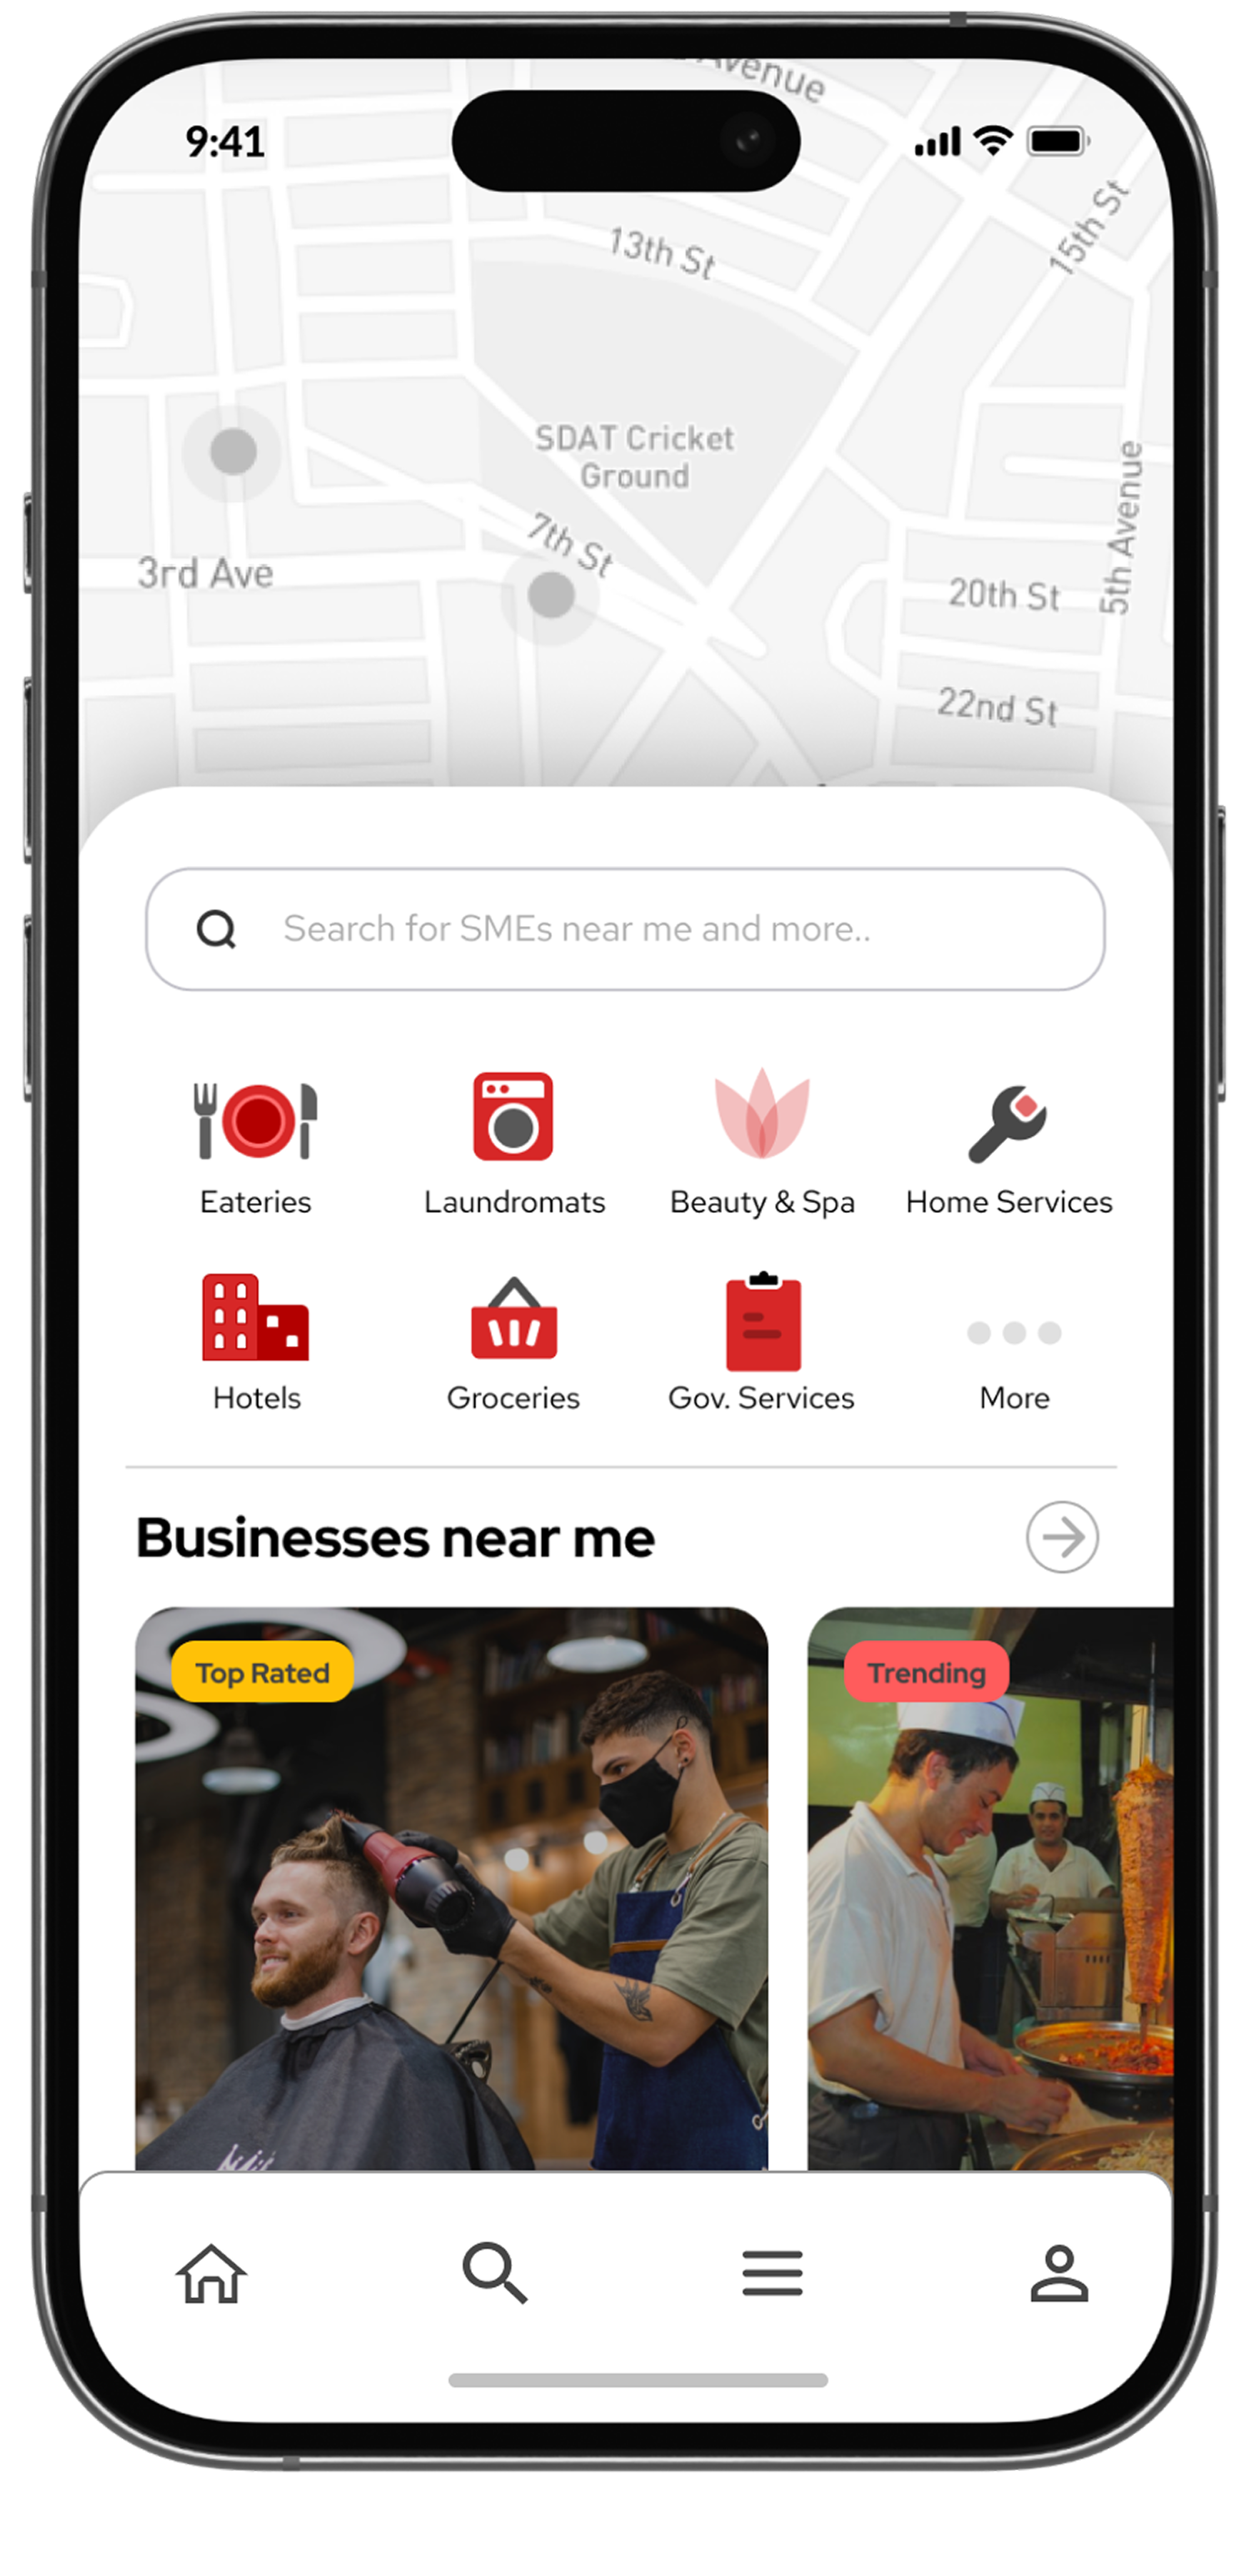 Avenue
9:41
15th St
13th St
SDAT Cricket
Ground
5th Avenue
7th St
3rd Ave
20th St
22nd St
Search for SMEs near me and more..
Eateries
Laundromats
Beauty & Spa
Home Services
Hotels
Groceries
Gov. Services
More
Businesses near me
Top Rated
Trending